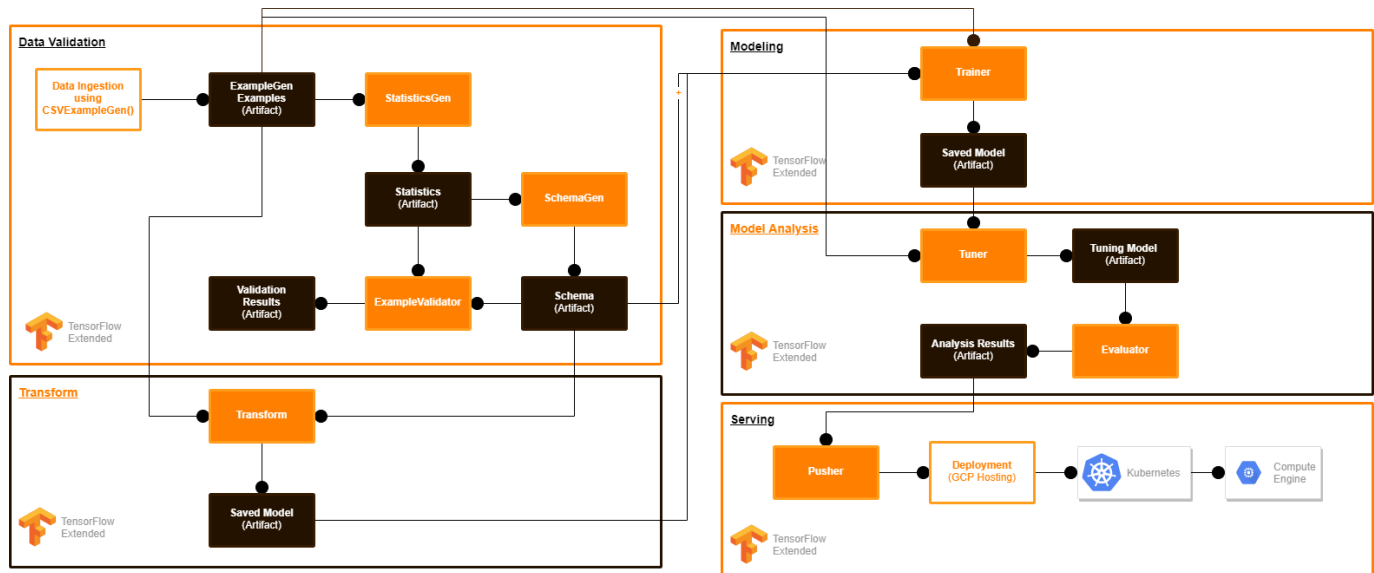 Data Validation
Data Ingestion
using
CSVExampleGen()
ExampleGen
Examples
(Artifact)
StatisticsGen
Statistics
(Artifact)
SchemaGen
Validation
Results
(Artifact)
ExampleValidator
Schema
(Artifact)
TensorFlow
Extended
Transform
Transform
Saved Model
(Artifact)
TensorFlow
Extended
+
Modeling
Trainer
Saved Model
(Artifact)
TensorFlow
Extended
Model Analysis
Tuner
Tuning Model
(Artifact)
Analysis Results
(Artifact)
Evaluator
TensorFlow
Extended
Serving
Pusher
Deployment
(GCP Hosting)
Kubernetes
Compute
Engine
TensorFlow
Extended